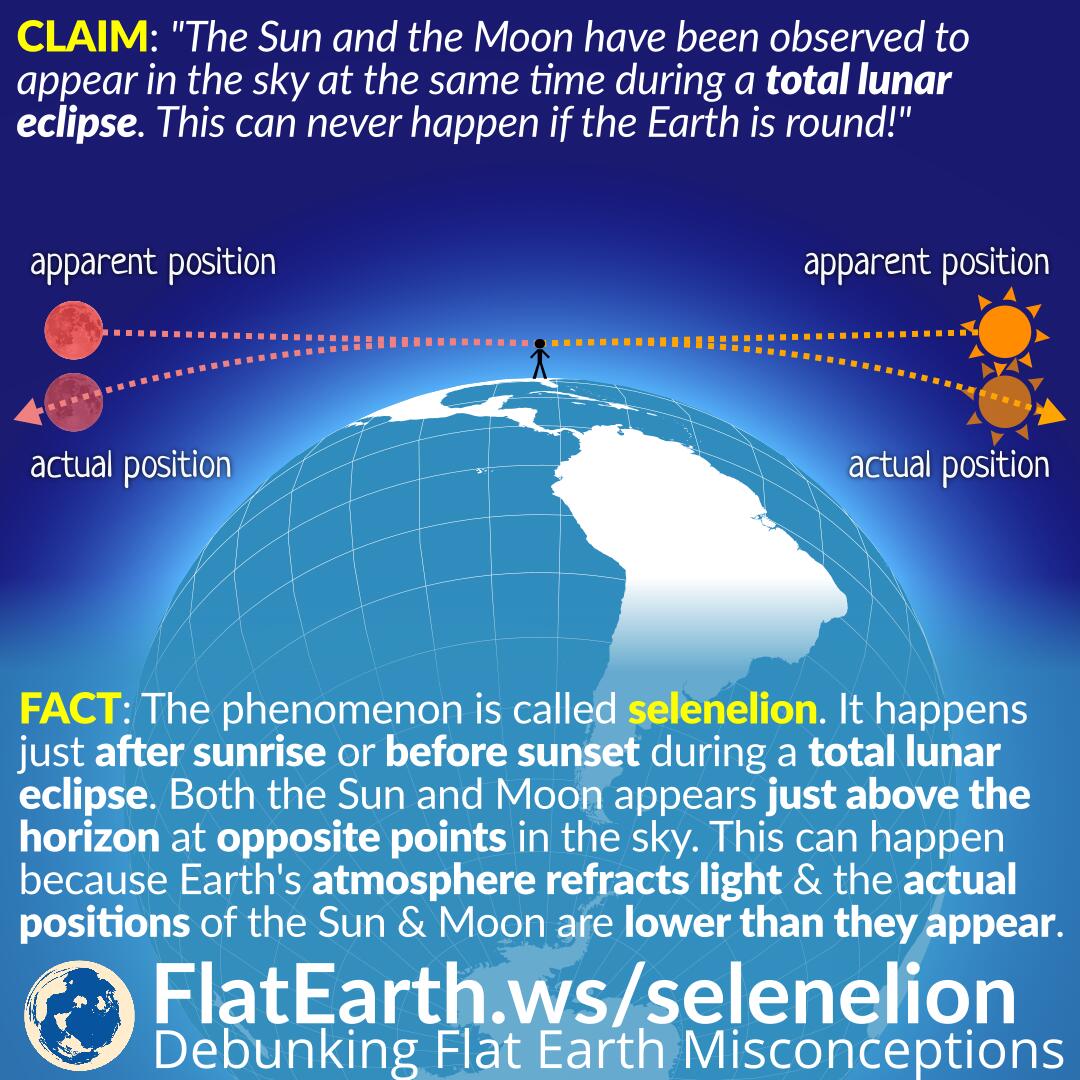 CLAIM: "The Sun and the Moon have been observed to
appear in the sky at the same time during a total lunar
eclipse. This can never happen if the Earth is round!"
apparent position
apparent position
actual position
actual position
FACT: The phenomenon is called selenelion. It happens
just after sunrise or before sunset during a total lunar
eclipse. Both the Sun and Moon appears just above the
horizon at opposite points in the sky. This can happen
because Earth's atmosphere refracts light & the actual
positions of the Sun & Moon are lower than they appear.
FlatEarth.ws/selenelion
Debunking Flat Earth Misconceptions